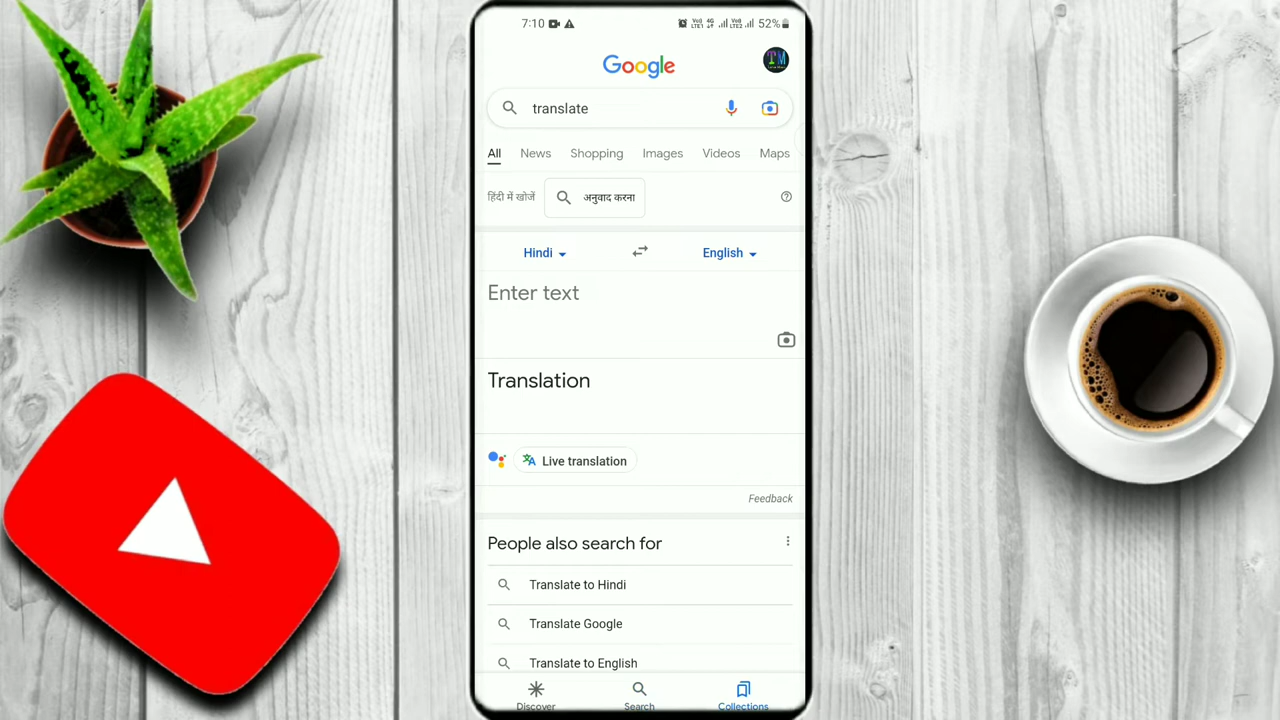 7:10 52%
Google
TM
translate
All News Shopping Images Videos Maps
हिंदी में खोजें अनुवाद करना
Hindi English
Enter text
Translation
Live translation
Feedback
People also search for
Translate to Hindi
Translate Google
Translate to English
Discover Search Collections